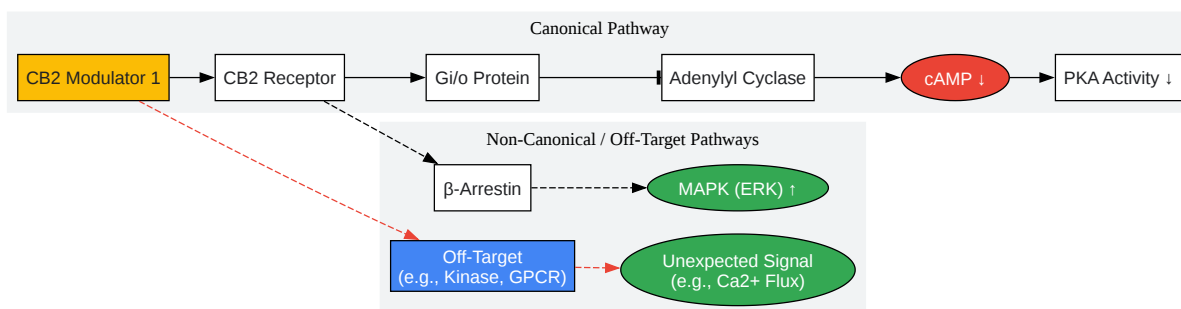 Canonical Pathway
CB2 Modulator 1
CB2 Receptor
Gi/o Protein
Adenylyl Cyclase
cAMP ↓
PKA Activity ↓
Non-Canonical / Off-Target Pathways
β-Arrestin
MAPK (ERK) ↑
Off-Target
(e.g., Kinase, GPCR)
Unexpected Signal
(e.g., Ca2+ Flux)